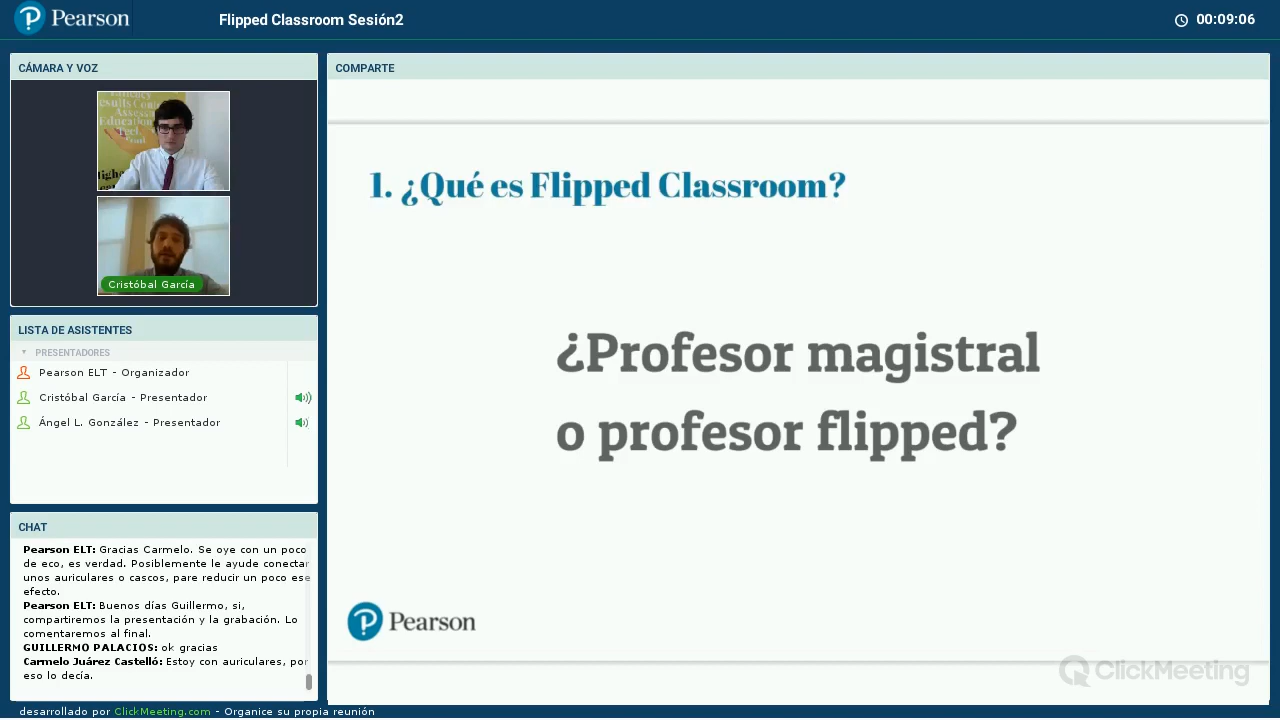 Pearson
Flipped Classroom Sesión2
00:09:06
CÁMARA Y VOZ
Cristóbal García
LISTA DE ASISTENTES
PRESENTADORES
Pearson ELT - Organizador
Cristóbal García - Presentador
Ángel L. González - Presentador
CHAT
Pearson ELT: Gracias Carmelo. Se oye con un poco
de eco, es verdad. Posiblemente le ayude conectar
unos auriculares o cascos, pare reducir un poco ese
efecto.
Pearson ELT: Buenos días Guillermo, si,
compartiremos la presentación y la grabación. Lo
comentaremos al final.
GUILLERMO PALACIOS: ok gracias
Carmelo Juárez Castelló: Estoy con auriculares, por
eso lo decía.
COMPARTE
1. ¿Qué es Flipped Classroom?
¿Profesor magistral
o profesor flipped?
Pearson
ClickMeeting
desarrollado por ClickMeeting.com - Organice su propia reunión